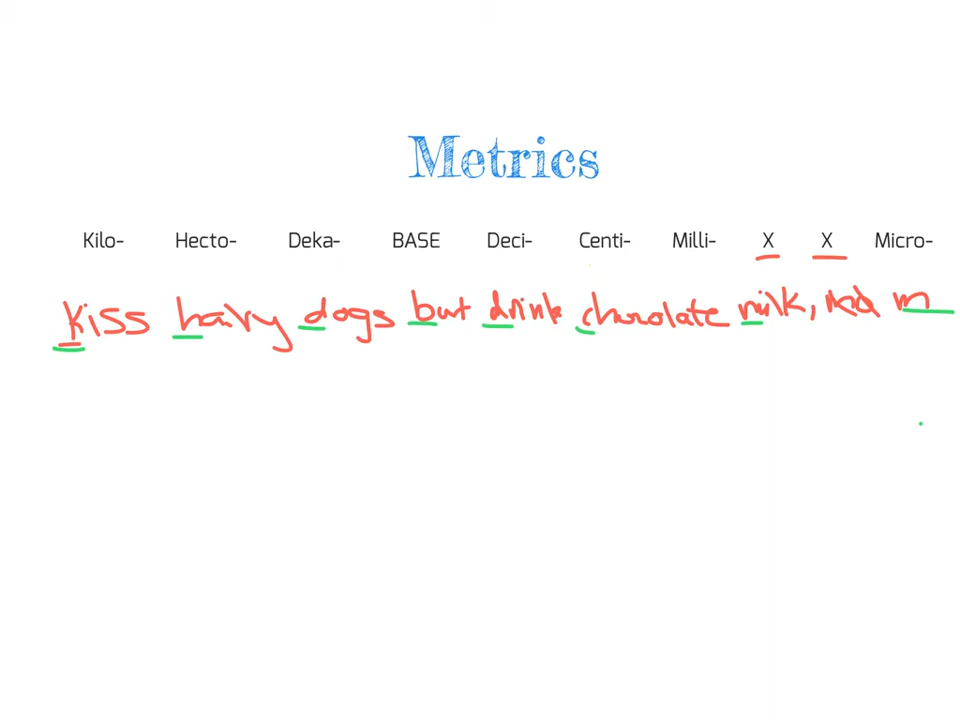 Metrics
Kilo- Hecto- Deka- BASE Deci- Centi- Milli- X X Micro-
Kiss hairy dogs but drink chocolate milk, m